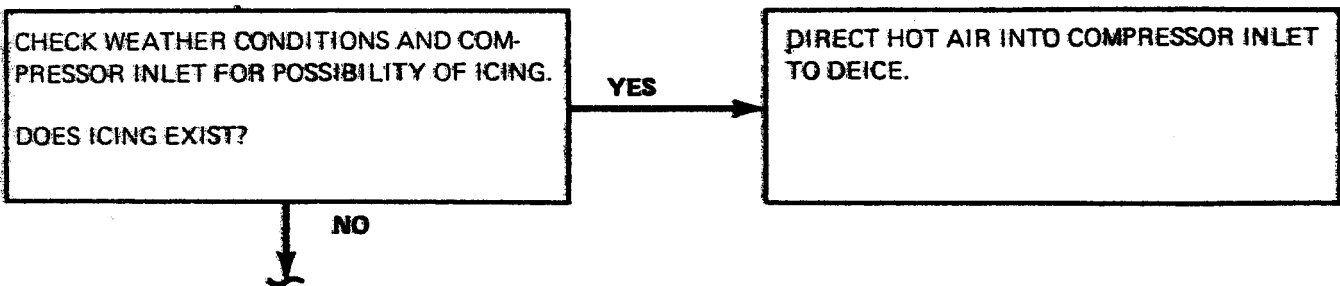 CHECK WEATHER CONDITIONS AND COM-
PRESSOR INLET FOR POSSIBILITY OF ICING.
DOES ICING EXIST?
YES
DIRECT HOT AIR INTO COMPRESSOR INLET
TO DEICE.
NO